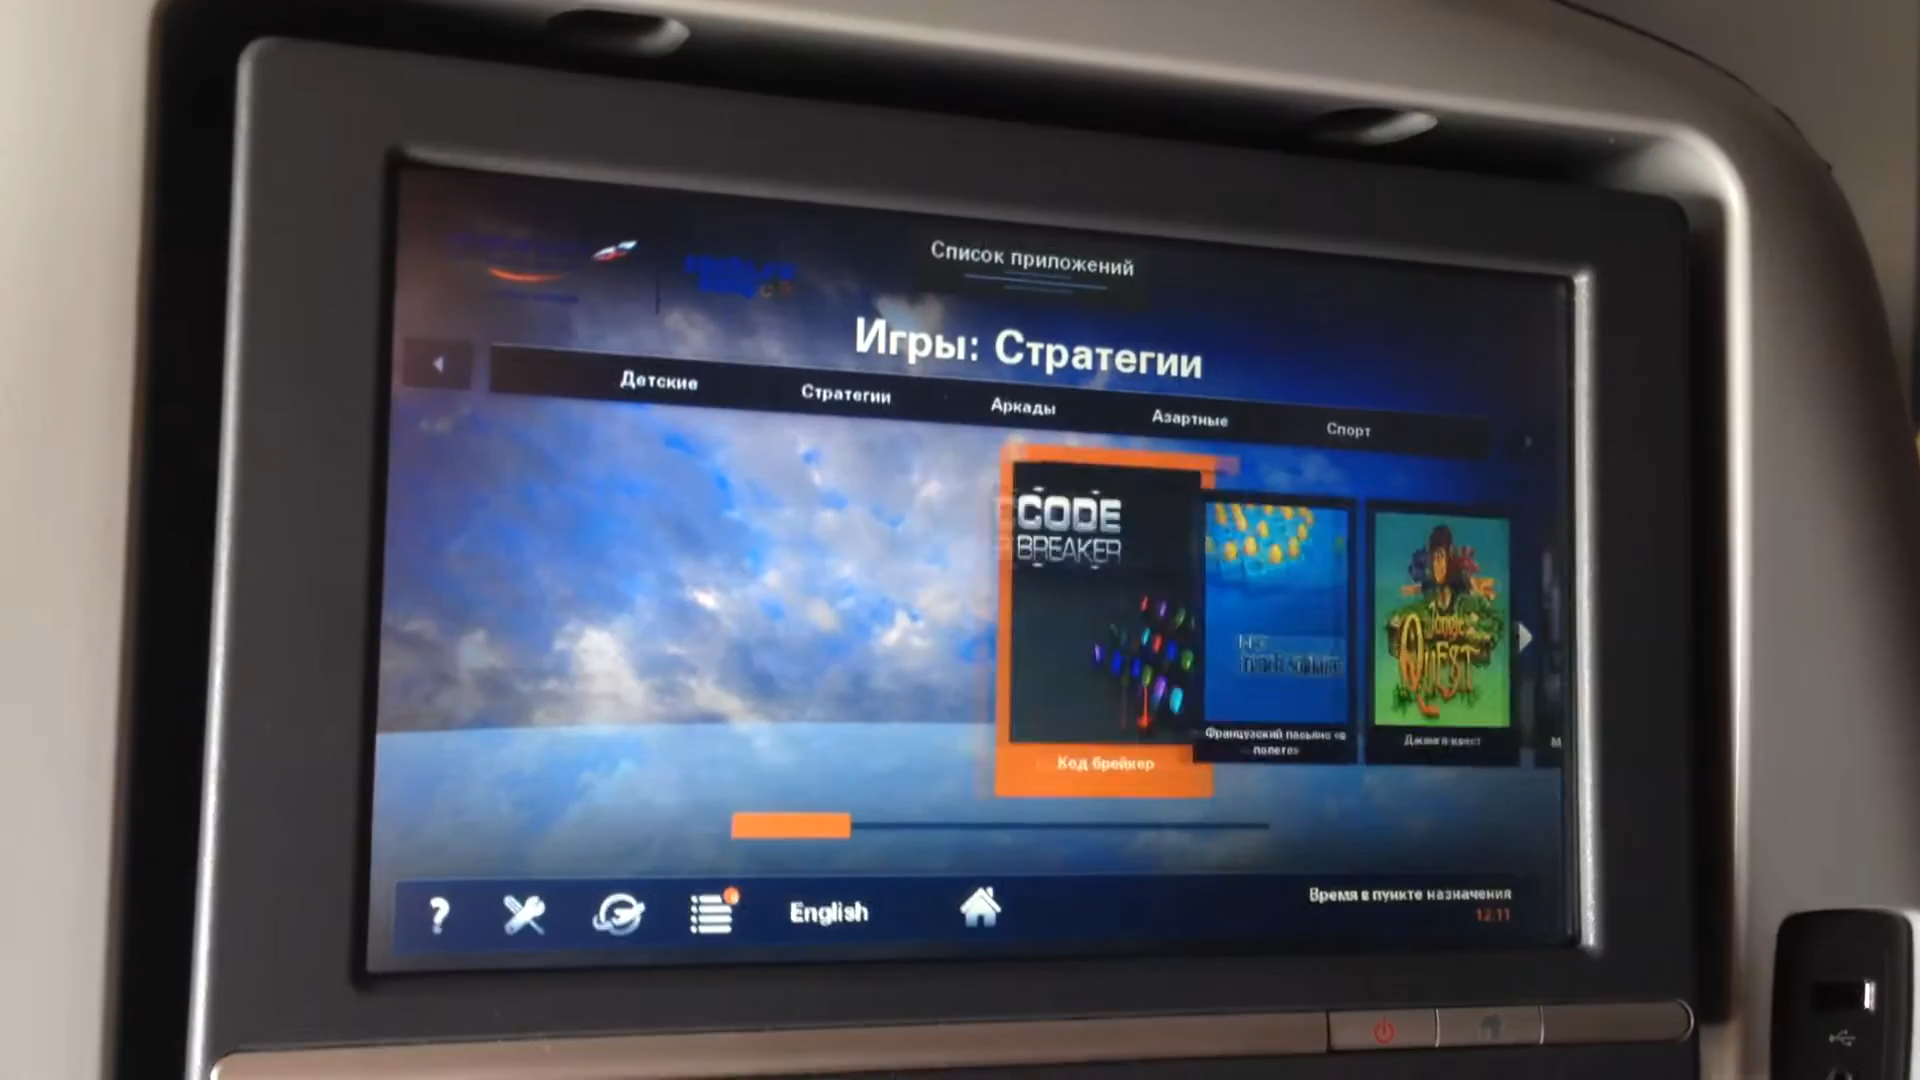 Список приложений
Игры: Стратегии
Детские
Стратегии
Аркады
Азартные
Спорт
CODE
BREAKER
Jungle
QUEST
Код брейкер
Французский пасьянс «в
полете»
Джангл квест
English
Время в пункте назначения
12.11